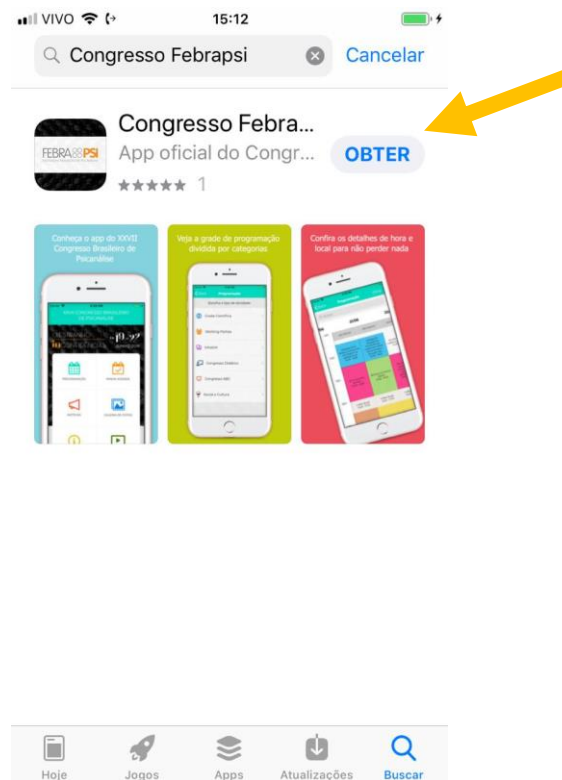 VIVO 15:12
Congresso Febrapsi Cancelar
Congresso Febra...
FEBRA PSI
App oficial do Congr... OBTER
1
Conheça o app do XXVII
Congresso Brasileiro de
Psicanálise
Veja a grade de programação
dividida por categorias
Confira os detalhes de hora e
local para não perder nada
Hoje Jogos Apps Atualizações Buscar